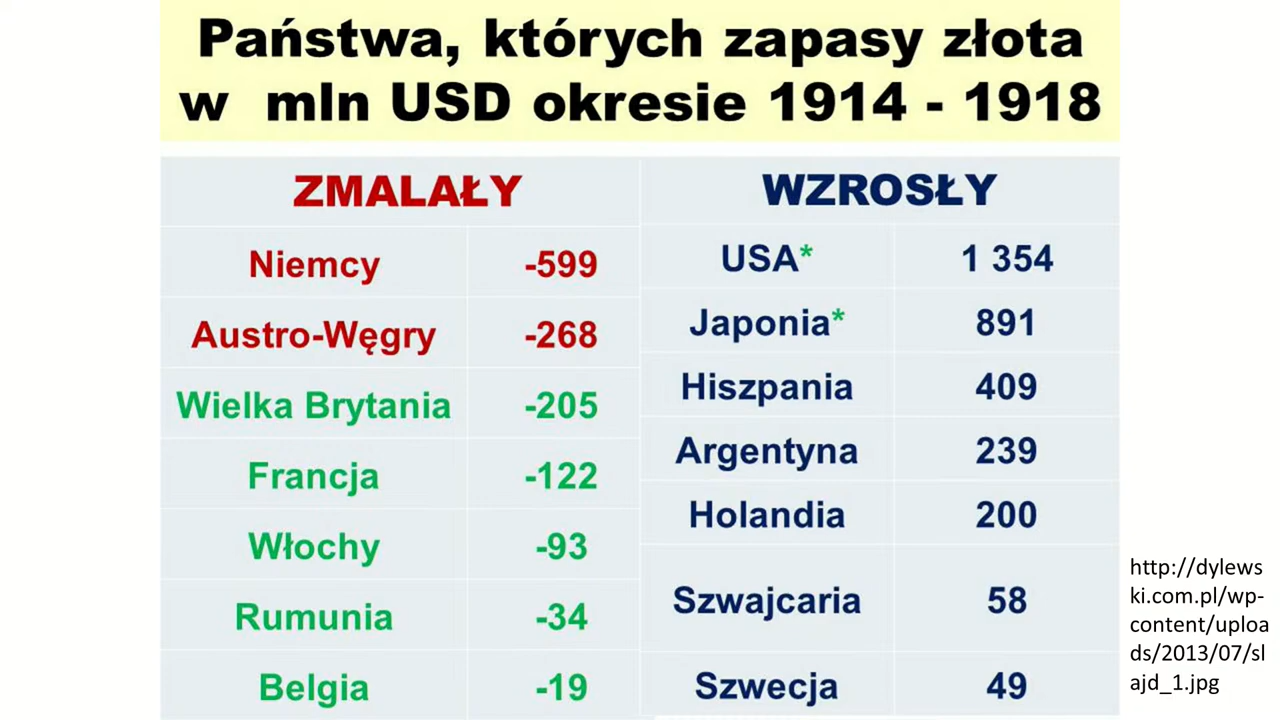 Państwa, których zapasy złota
w mln USD okresie 1914 - 1918
ZMALAŁY
Niemcy -599
Austro-Węgry -268
Wielka Brytania -205
Francja -122
Włochy -93
Rumunia -34
Belgia -19
WZROSŁY
USA* 1 354
Japonia* 891
Hiszpania 409
Argentyna 239
Holandia 200
Szwajcaria 58
Szwecja 49
http://dylews
ki.com.pl/wp-
content/uploa
ds/2013/07/sl
ajd_1.jpg